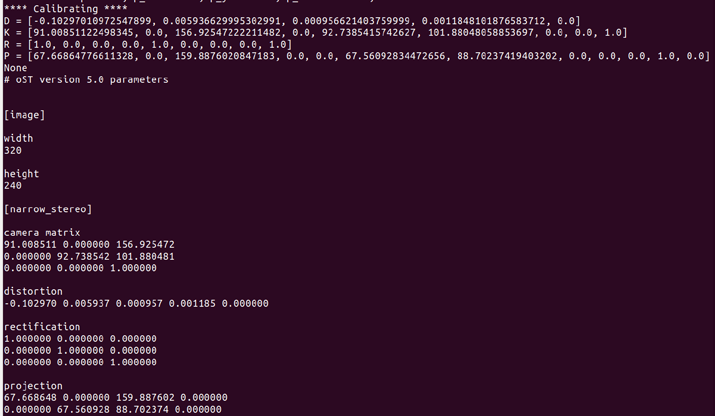 **** Calibrating ****
D = [-0.10297010972547899, 0.005936629995302991, 0.000956621403759999, 0.0011848101876583712, 0.0]
K = [91.00851122498345, 0.0, 156.92547222211482, 0.0, 92.7385415742627, 101.88048058853697, 0.0, 0.0, 1.0]
R = [1.0, 0.0, 0.0, 0.0, 1.0, 0.0, 0.0, 0.0, 1.0]
P = [67.66864776611328, 0.0, 159.8876020847183, 0.0, 0.0, 67.56092834472656, 88.70237419403202, 0.0, 0.0, 0.0, 1.0, 0.0]
None
# oST version 5.0 parameters
[image]
width
320
height
240
[narrow_stereo]
camera matrix
91.008511 0.000000 156.925472
0.000000 92.738542 101.880481
0.000000 0.000000 1.000000
distortion
-0.102970 0.005937 0.000957 0.001185 0.000000
rectification
1.000000 0.000000 0.000000
0.000000 1.000000 0.000000
0.000000 0.000000 1.000000
projection
67.668648 0.000000 159.887602 0.000000
0.000000 67.560928 88.702374 0.000000